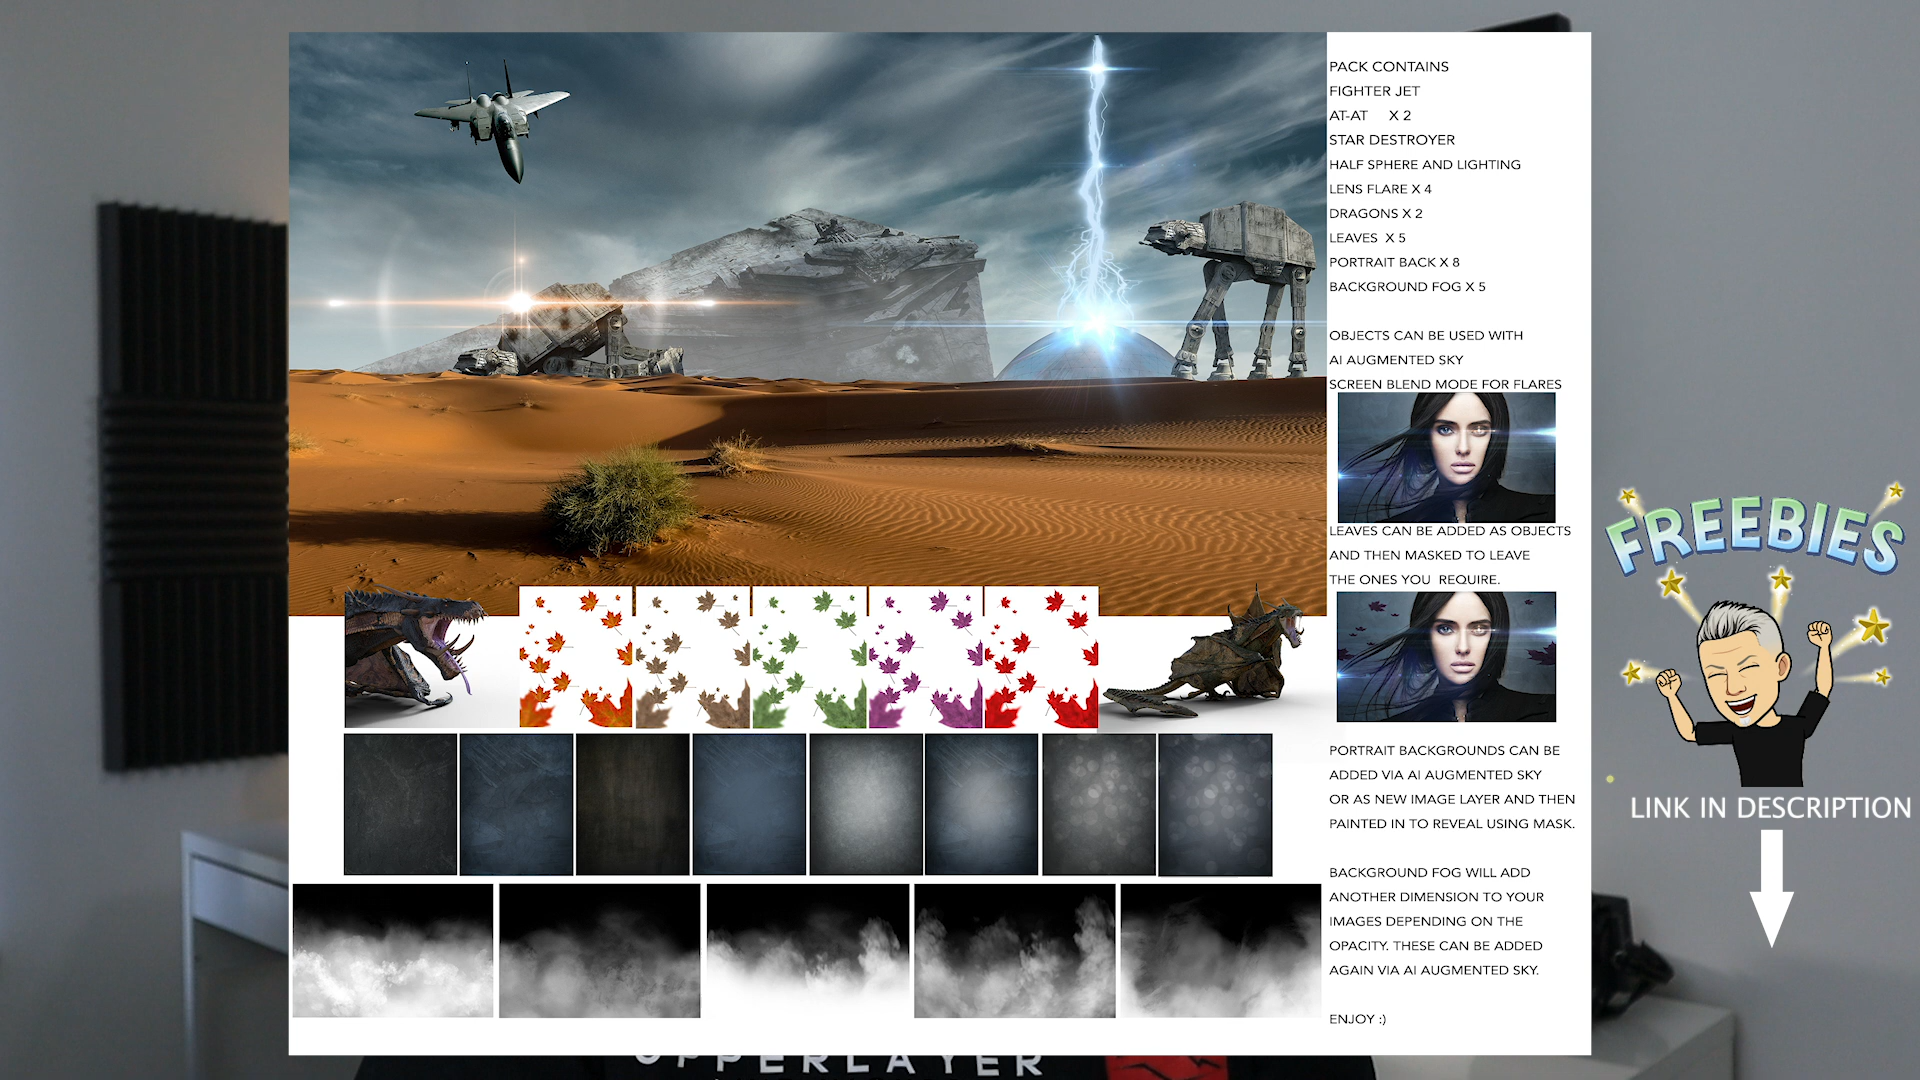 PACK CONTAINS
FIGHTER JET
AT-AT X 2
STAR DESTROYER
HALF SPHERE AND LIGHTING
LENS FLARE X 4
DRAGONS X 2
LEAVES X 5
PORTRAIT BACK X 8
BACKGROUND FOG X 5
OBJECTS CAN BE USED WITH
AI AUGMENTED SKY
SCREEN BLEND MODE FOR FLARES
LEAVES CAN BE ADDED AS OBJECTS
AND THEN MASKED TO LEAVE
THE ONES YOU REQUIRE.
PORTRAIT BACKGROUNDS CAN BE
ADDED VIA AI AUGMENTED SKY
OR AS NEW IMAGE LAYER AND THEN
PAINTED IN TO REVEAL USING MASK.
BACKGROUND FOG WILL ADD
ANOTHER DIMENSION TO YOUR
IMAGES DEPENDING ON THE
OPACITY. THESE CAN BE ADDED
AGAIN VIA AI AUGMENTED SKY.
ENJOY :)
FREEBIES
LINK IN DESCRIPTION
UPPERLAYER